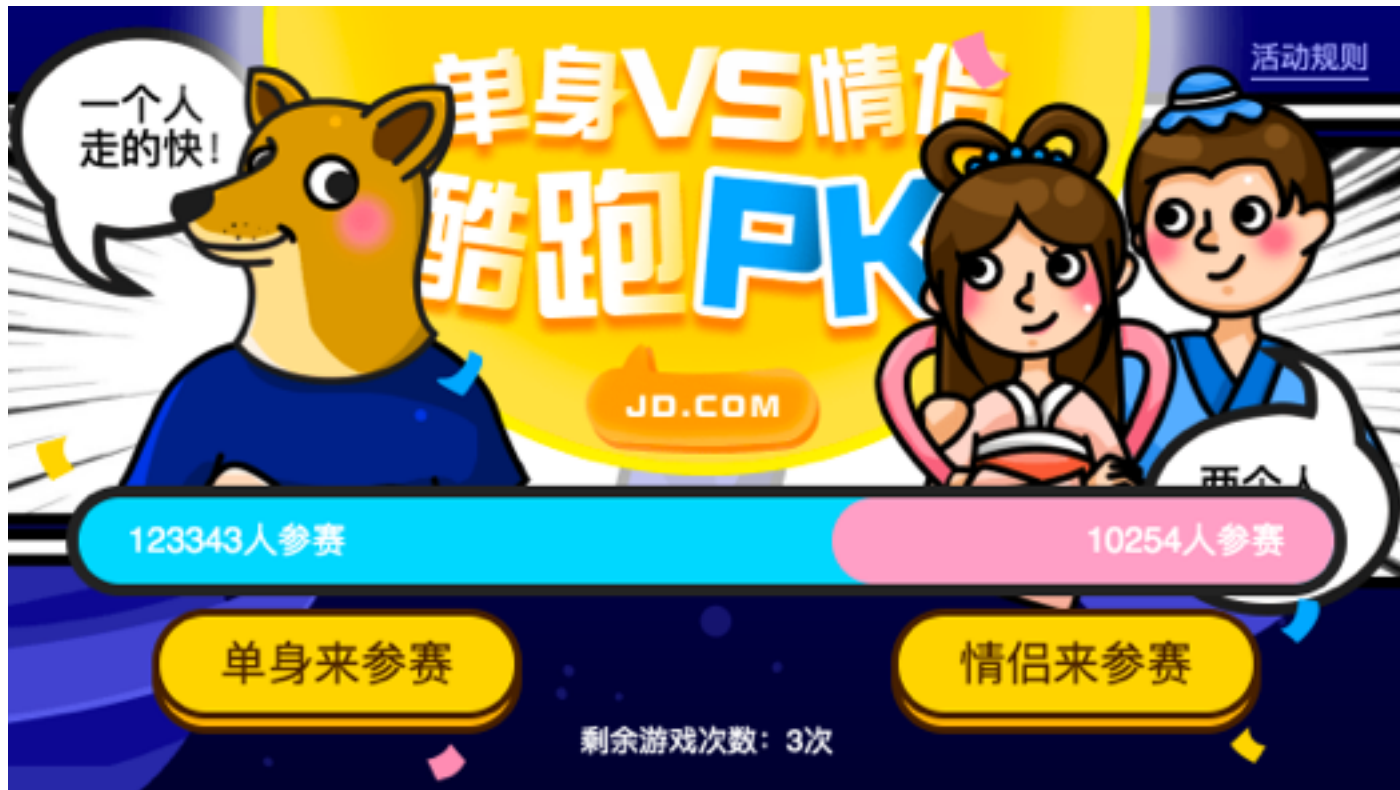 活动规则
单身VS情侣
酷跑PK
一个人
走的快!
JD.COM
两个人
123343人参赛
10254人参赛
单身来参赛
情侣来参赛
剩余游戏次数：3次